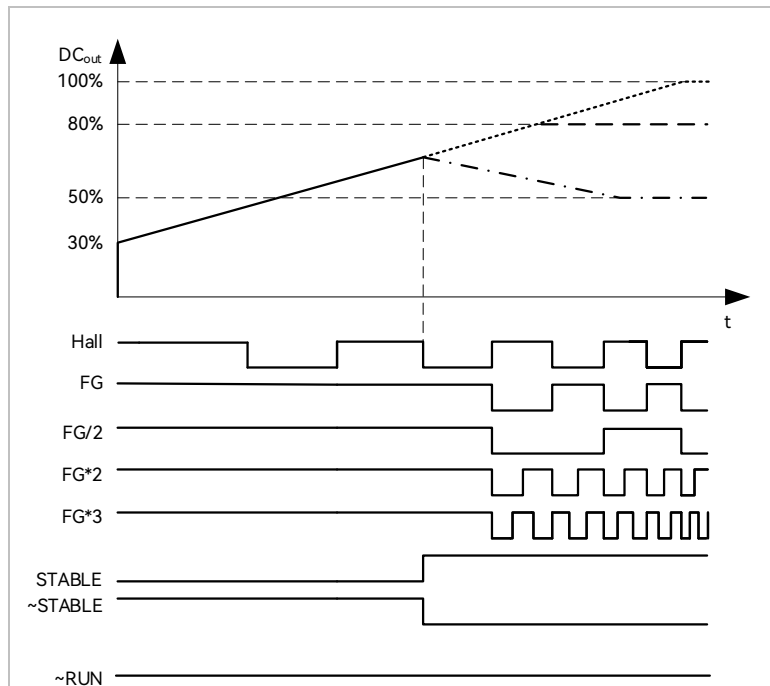 DCout
100%
80%
50%
30%
t
Hall
FG
FG/2
FG*2
FG*3
STABLE
~STABLE
~RUN